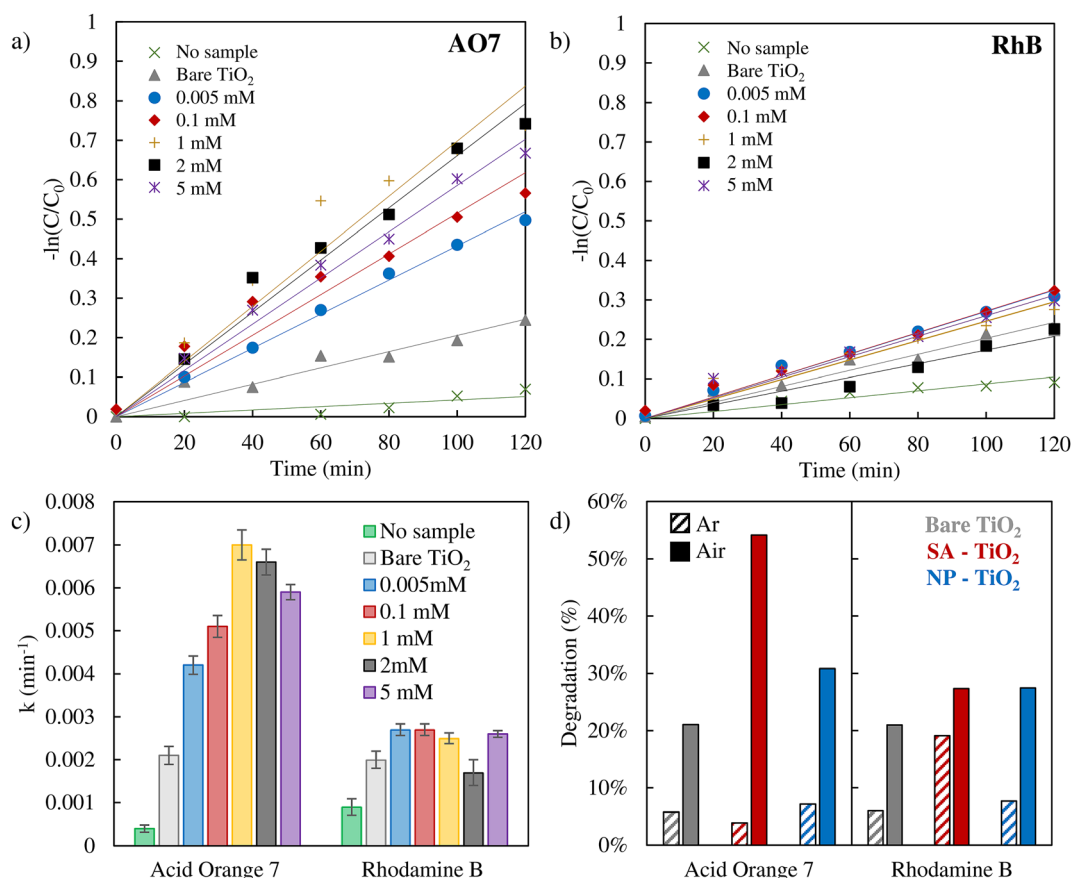 a)
AO7
No sample
Bare TiO₂
0.005 mM
0.1 mM
1 mM
2 mM
5 mM
1
0.9
0.8
0.7
0.6
0.5
0.4
0.3
0.2
0.1
0
-ln(C/C₀)
0 20 40 60 80 100 120
Time (min)
b)
RhB
No sample
Bare TiO₂
0.005 mM
0.1 mM
1 mM
2 mM
5 mM
1
0.9
0.8
0.7
0.6
0.5
0.4
0.3
0.2
0.1
0
-ln(C/C₀)
0 20 40 60 80 100 120
Time (min)
c)
No sample
Bare TiO₂
0.005mM
0.1 mM
1 mM
2mM
5 mM
0.008
0.007
0.006
0.005
0.004
0.003
0.002
0.001
0
k (min⁻¹)
Acid Orange 7 Rhodamine B
d)
Ar
Air
Bare TiO₂
SA - TiO₂
NP - TiO₂
60%
50%
40%
30%
20%
10%
0%
Degradation (%)
Acid Orange 7 Rhodamine B